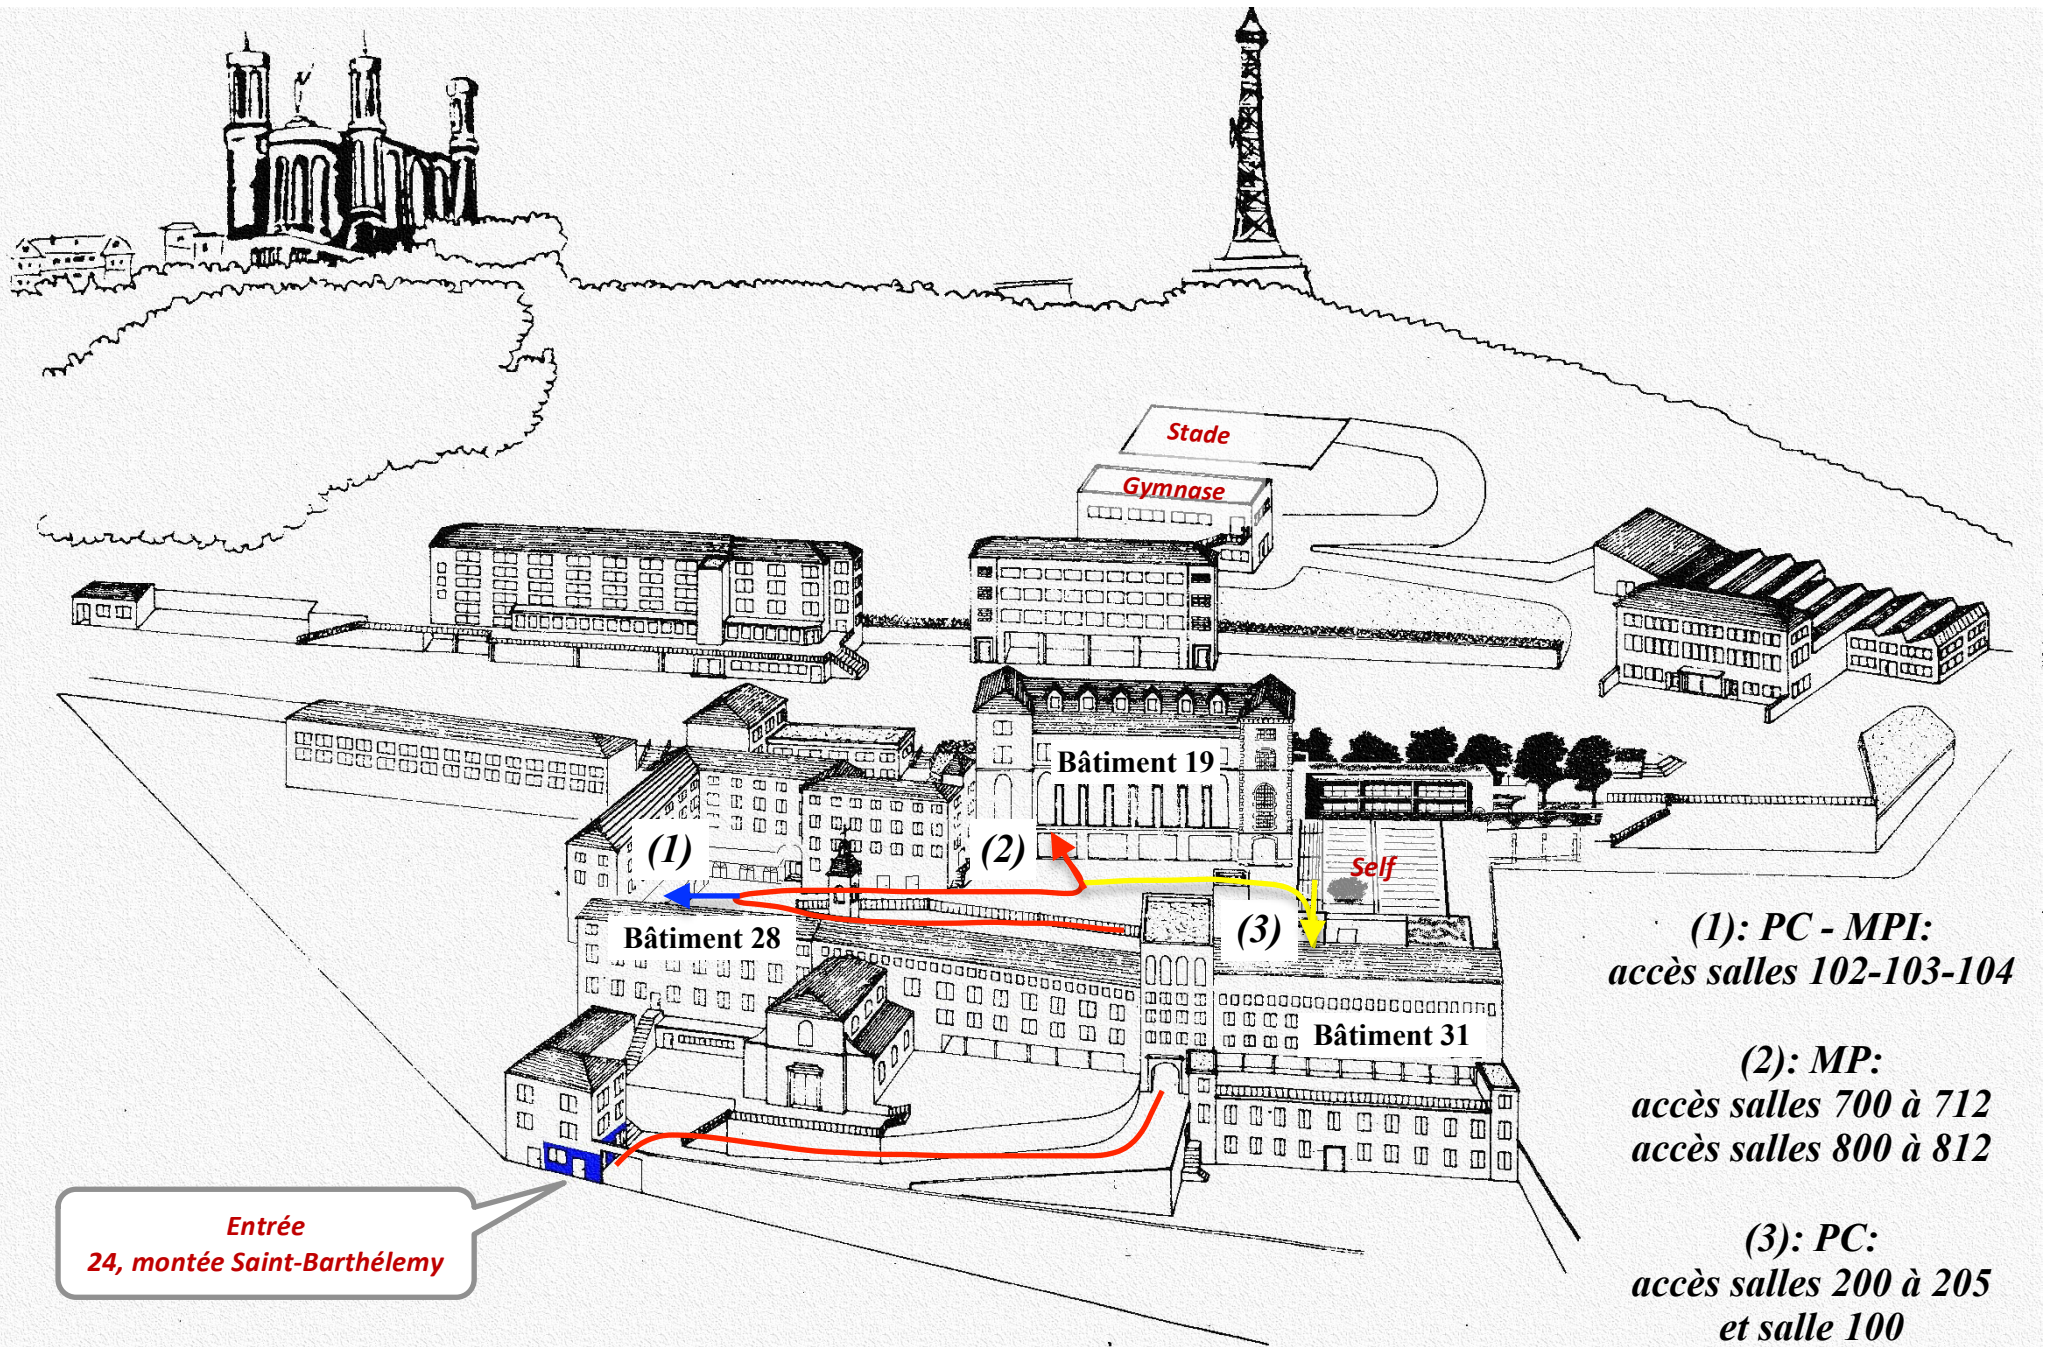 Stade
Gymnase
Bâtiment 19
(1)
(2)
Self
(3)
Bâtiment 28
Bâtiment 31
Entrée
24, montée Saint-Barthélemy
(1): PC - MPI:
accès salles 102-103-104
(2): MP:
accès salles 700 à 712
accès salles 800 à 812
(3): PC:
accès salles 200 à 205
et salle 100